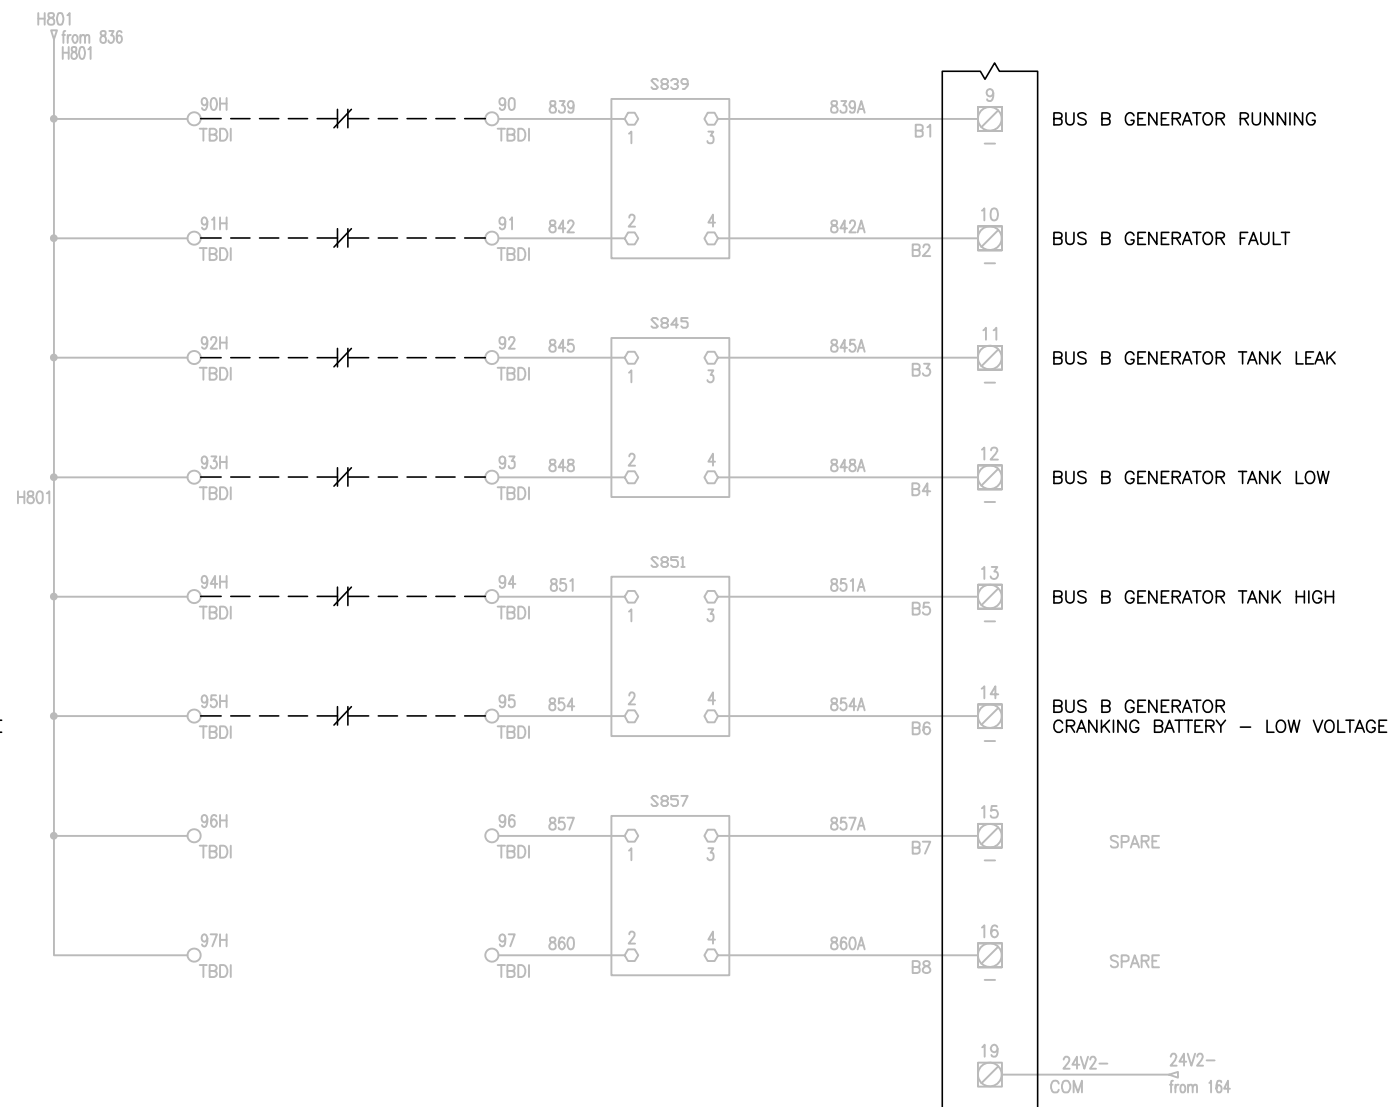 H801
from 836
H801
S839
90H
90
839
839A
9
TBDI
TBDI
1
3
B1
–
BUS B GENERATOR RUNNING
91H
91
842
2
4
842A
10
TBDI
TBDI
B2
–
BUS B GENERATOR FAULT
S845
92H
92
845
845A
11
TBDI
TBDI
1
3
B3
–
BUS B GENERATOR TANK LEAK
93H
93
848
2
4
848A
12
TBDI
TBDI
B4
–
BUS B GENERATOR TANK LOW
H801
S851
94H
94
851
851A
13
TBDI
TBDI
1
3
B5
–
BUS B GENERATOR TANK HIGH
95H
95
854
2
4
854A
14
TBDI
TBDI
B6
–
BUS B GENERATOR
CRANKING BATTERY – LOW VOLTAGE
S857
96H
96
857
857A
15
TBDI
TBDI
1
3
B7
–
SPARE
97H
97
860
2
4
860A
16
TBDI
TBDI
B8
–
SPARE
19
24V2–
24V2–
COM
from 164